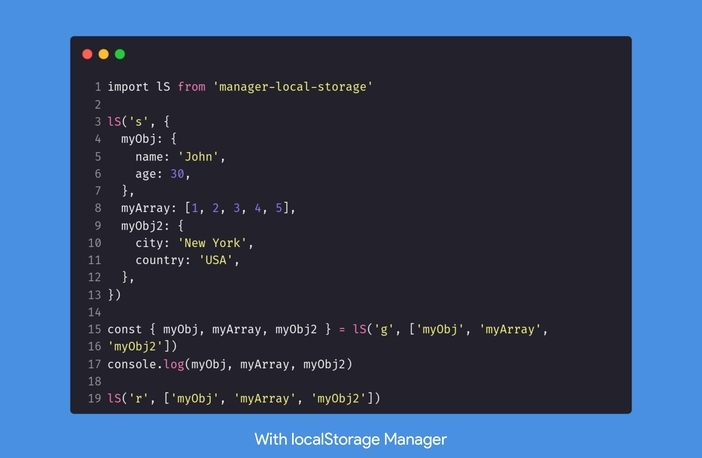 1 import lS from 'manager-local-storage'
2
3 lS('s', {
4   myObj: {
5     name: 'John',
6     age: 30,
7   },
8   myArray: [1, 2, 3, 4, 5],
9   myObj2: {
10     city: 'New York',
11     country: 'USA',
12   },
13 })
14
15 const { myObj, myArray, myObj2 } = lS('g', ['myObj', 'myArray',
16 'myObj2'])
17 console.log(myObj, myArray, myObj2)
18
19 lS('r', ['myObj', 'myArray', 'myObj2'])
With localStorage Manager